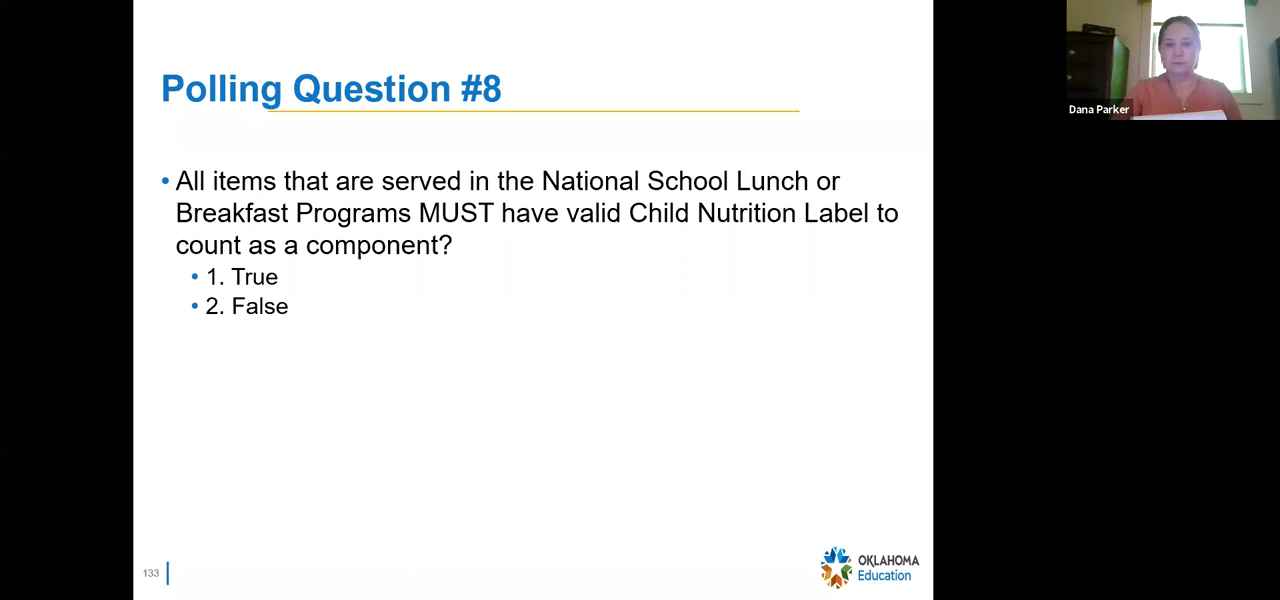 Polling Question #8
• All items that are served in the National School Lunch or
Breakfast Programs MUST have valid Child Nutrition Label to
count as a component?
• 1. True
• 2. False
133
OKLAHOMA
Education
Dana Parker